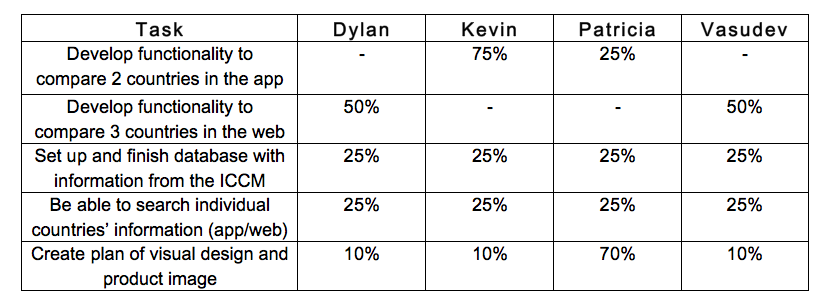 Task Dylan Kevin Patricia Vasudev
Develop functionality to - 75% 25% -
compare 2 countries in the app
Develop functionality to 50% - - 50%
compare 3 countries in the web
Set up and finish database with 25% 25% 25% 25%
information from the ICCM
Be able to search individual 25% 25% 25% 25%
countries’ information (app/web)
Create plan of visual design and 10% 10% 70% 10%
product image